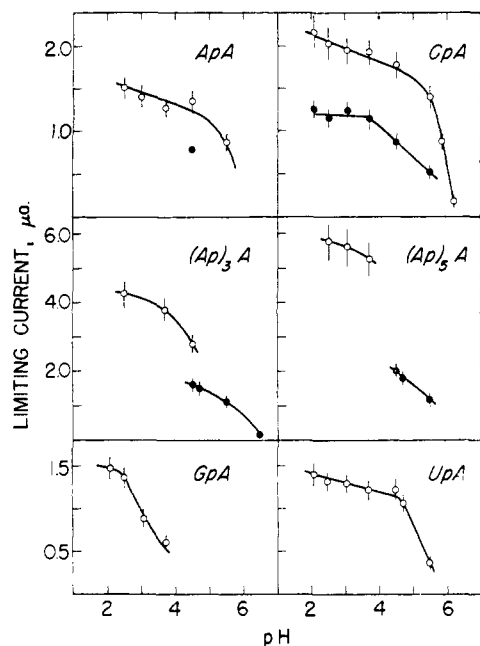 2.0
ApA
CpA
1.0
6.0
(Ap)3 A
(Ap)5 A
4.0
2.0
LIMITING CURRENT, μa.
1.5
GpA
UpA
0.5
2 4 6 2 4 6
pH